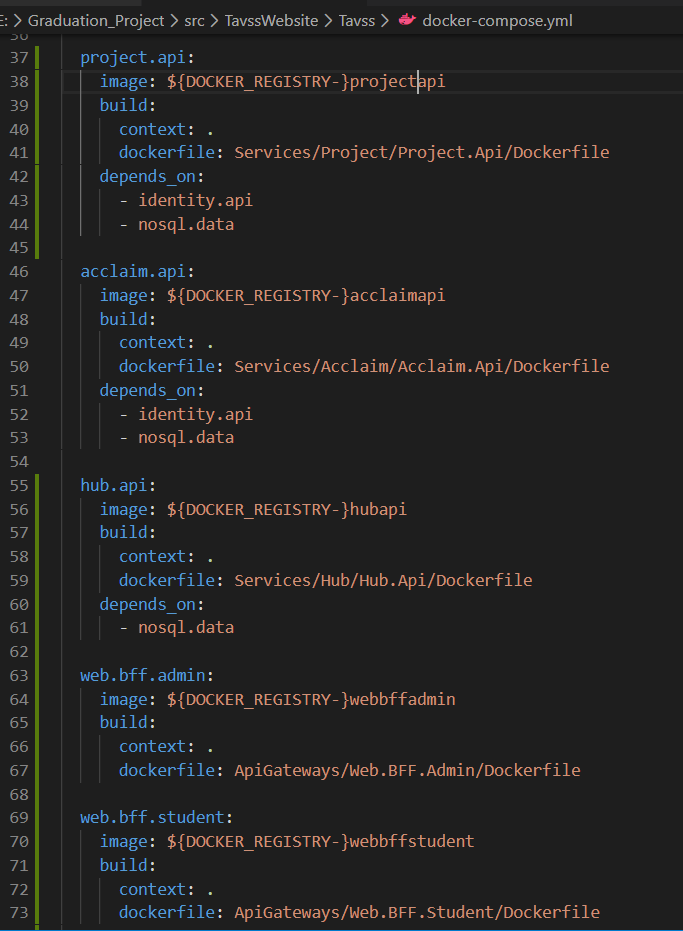 E: > Graduation_Project > src > TavssWebsite > Tavss > docker-compose.yml
36
37 project.api:
38 image: ${DOCKER_REGISTRY-}projectapi
39 build:
40 context: .
41 dockerfile: Services/Project/Project.Api/Dockerfile
42 depends_on:
43 - identity.api
44 - nosql.data
45
46 acclaim.api:
47 image: ${DOCKER_REGISTRY-}acclaimapi
48 build:
49 context: .
50 dockerfile: Services/Acclaim/Acclaim.Api/Dockerfile
51 depends_on:
52 - identity.api
53 - nosql.data
54
55 hub.api:
56 image: ${DOCKER_REGISTRY-}hubapi
57 build:
58 context: .
59 dockerfile: Services/Hub/Hub.Api/Dockerfile
60 depends_on:
61 - nosql.data
62
63 web.bff.admin:
64 image: ${DOCKER_REGISTRY-}webbffadmin
65 build:
66 context: .
67 dockerfile: ApiGateways/Web.BFF.Admin/Dockerfile
68
69 web.bff.student:
70 image: ${DOCKER_REGISTRY-}webbffstudent
71 build:
72 context: .
73 dockerfile: ApiGateways/Web.BFF.Student/Dockerfile